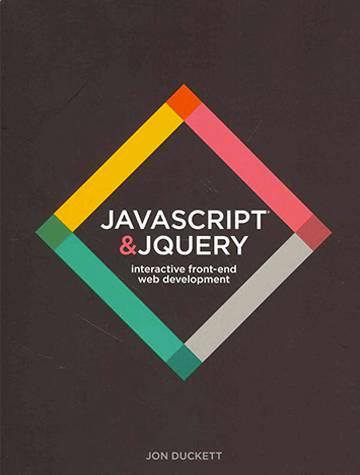 JAVASCRIPT®
&JQUERY
interactive front-end
web development
JON DUCKETT